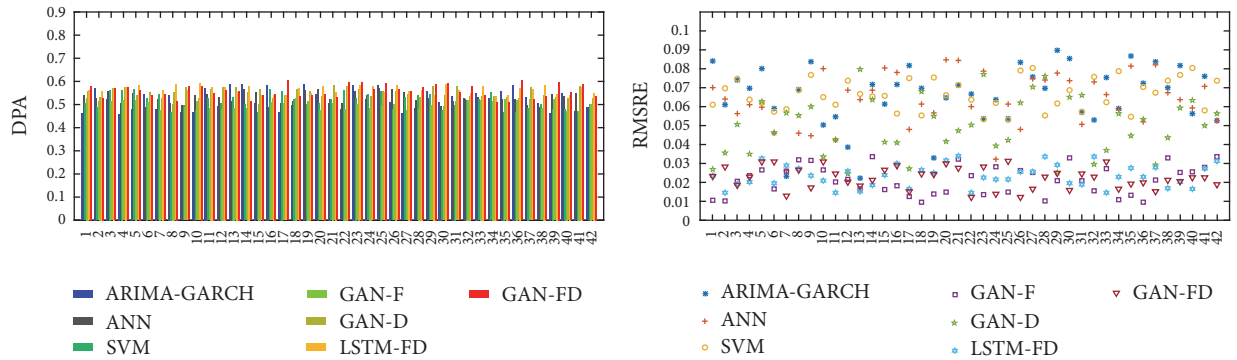 DPA
0.9
0.8
0.7
0.6
0.5
0.4
0.3
0.2
0.1
0
1 2 3 4 5 6 7 8 9 10 11 12 13 14 15 16 17 18 19 20 21 22 23 24 25 26 27 28 29 30 31 32 33 34 35 36 37 38 39 40 41 42
ARIMA-GARCH GAN-F GAN-FD
ANN GAN-D
SVM LSTM-FD
RMSRE
0.1
0.09
0.08
0.07
0.06
0.05
0.04
0.03
0.02
0.01
0
1 2 3 4 5 6 7 8 9 10 11 12 13 14 15 16 17 18 19 20 21 22 23 24 25 26 27 28 29 30 31 32 33 34 35 36 37 38 39 40 41 42
ARIMA-GARCH GAN-F GAN-FD
ANN GAN-D
SVM LSTM-FD